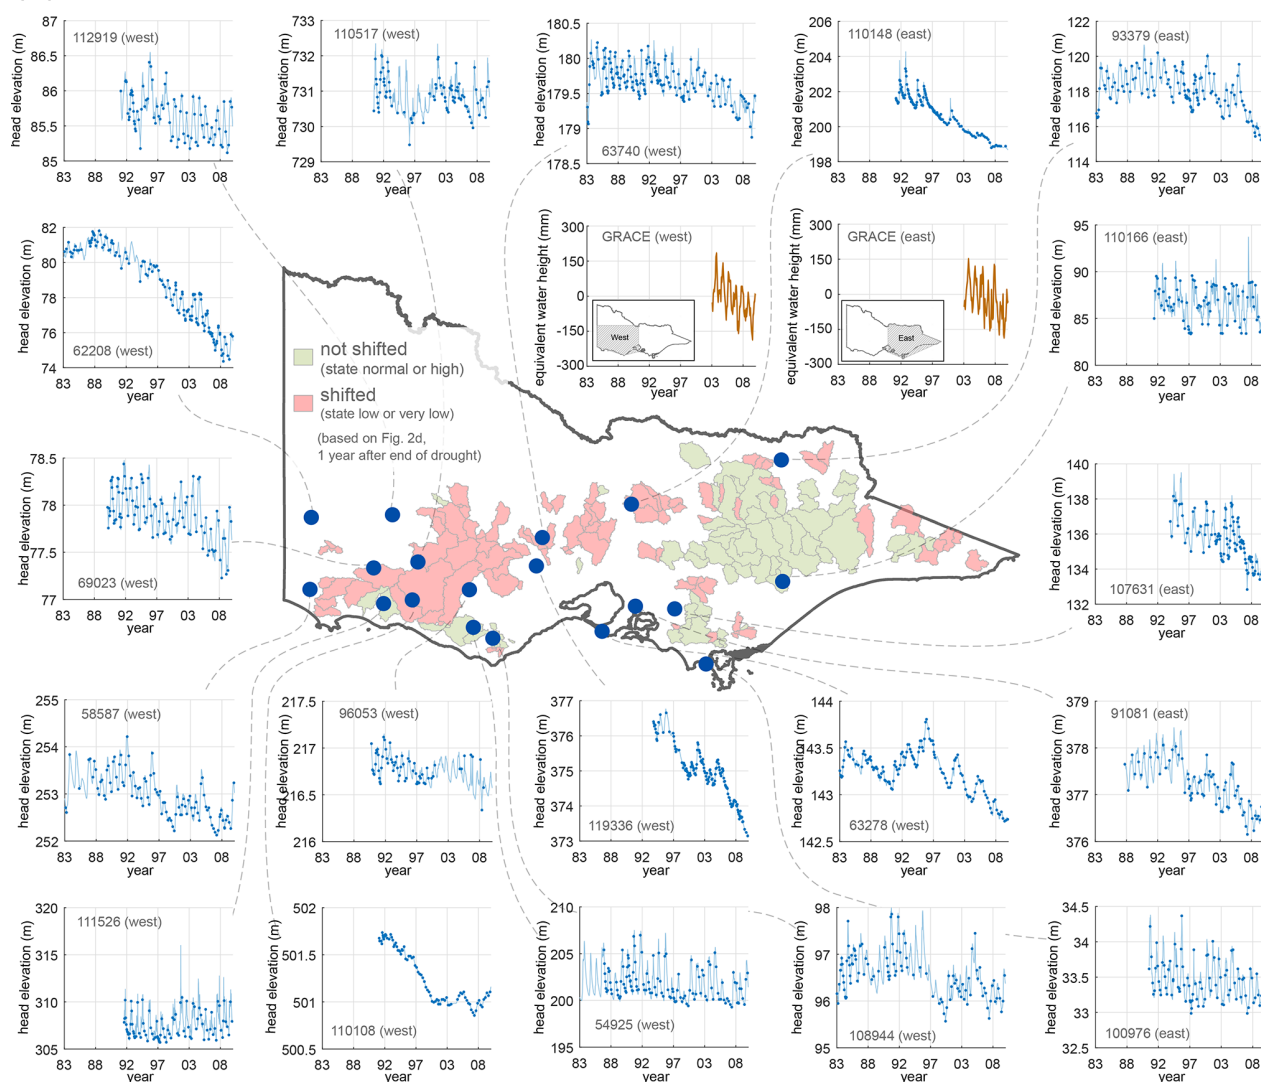 87
86.5
86
85.5
85
112919 (west)
head elevation (m)
83 88 92 97 03 08
year
733
732
731
730
729
110517 (west)
head elevation (m)
83 88 92 97 03 08
year
180.5
180
179.5
179
178.5
63740 (west)
head elevation (m)
83 88 92 97 03 08
year
206
204
202
200
198
110148 (east)
head elevation (m)
83 88 92 97 03 08
year
122
120
118
116
114
93379 (east)
head elevation (m)
83 88 92 97 03 08
year
82
80
78
76
74
62208 (west)
head elevation (m)
83 88 92 97 03 08
year
300
150
0
-150
-300
GRACE (west)
West
equivalent water height (mm)
83 88 92 97 03 08
year
300
150
0
-150
-300
GRACE (east)
East
equivalent water height (mm)
83 88 92 97 03 08
year
95
90
85
80
110166 (east)
head elevation (m)
83 88 92 97 03 08
year
not shifted
(state normal or high)
shifted
(state low or very low)
(based on Fig. 2d,
1 year after end of drought)
78.5
78
77.5
77
69023 (west)
head elevation (m)
83 88 92 97 03 08
year
140
138
136
134
132
107631 (east)
head elevation (m)
83 88 92 97 03 08
year
255
254
253
252
58587 (west)
head elevation (m)
83 88 92 97 03 08
year
217.5
217
216.5
216
96053 (west)
head elevation (m)
83 88 92 97 03 08
year
377
376
375
374
373
119336 (west)
head elevation (m)
83 88 92 97 03 08
year
144
143.5
143
142.5
63278 (west)
head elevation (m)
83 88 92 97 03 08
year
379
378
377
376
91081 (east)
head elevation (m)
83 88 92 97 03 08
year
320
315
310
305
111526 (west)
head elevation (m)
83 88 92 97 03 08
year
502
501.5
501
500.5
110108 (west)
head elevation (m)
83 88 92 97 03 08
year
210
205
200
195
54925 (west)
head elevation (m)
83 88 92 97 03 08
year
98
97
96
95
108944 (west)
head elevation (m)
83 88 92 97 03 08
year
34.5
34
33.5
33
32.5
100976 (east)
head elevation (m)
83 88 92 97 03 08
year